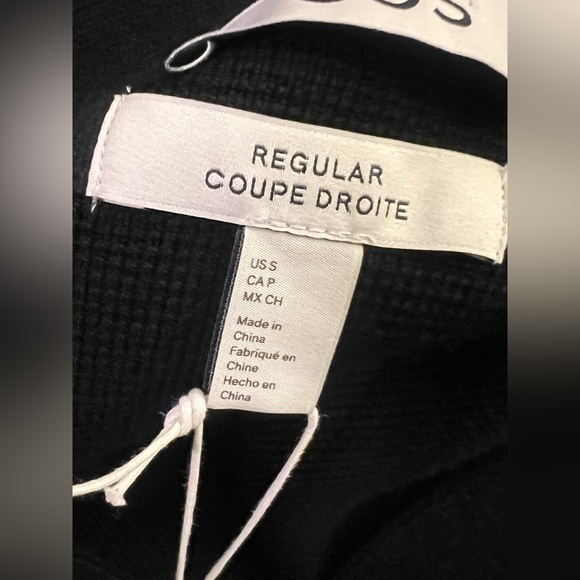 REGULAR
COUPE DROITE
US S
CA P
MX CH
Made in
China
Fabriqué en
Chine
Hecho en
China